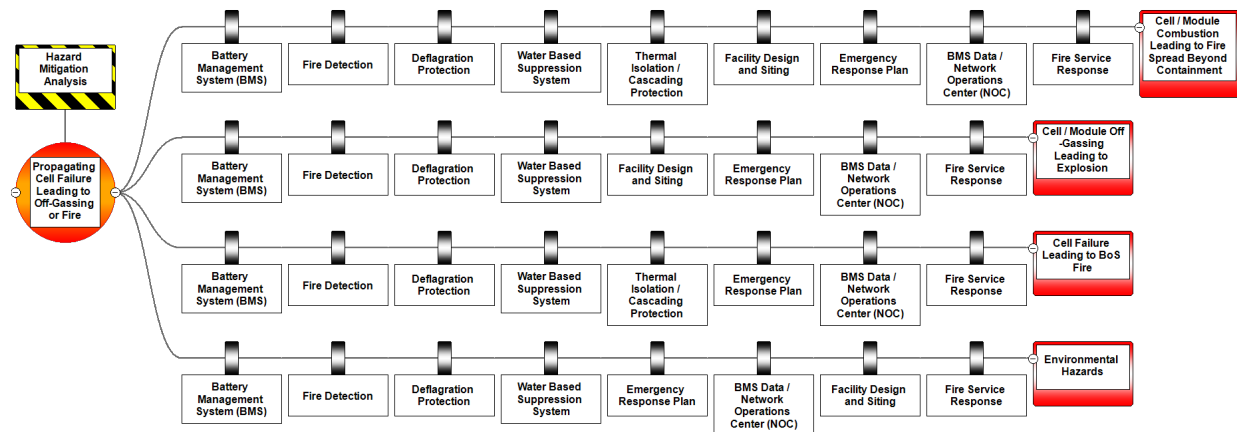 Hazard
Mitigation
Analysis
Propagating
Cell Failure
Leading to
Off-Gassing
or Fire
Battery
Management
System (BMS)
Fire Detection
Deflagration
Protection
Water Based
Suppression
System
Thermal
Isolation /
Cascading
Protection
Facility Design
and Siting
Emergency
Response Plan
BMS Data /
Network
Operations
Center (NOC)
Fire Service
Response
Cell / Module
Combustion
Leading to Fire
Spread Beyond
Containment
Battery
Management
System (BMS)
Fire Detection
Deflagration
Protection
Water Based
Suppression
System
Facility Design
and Siting
Emergency
Response Plan
BMS Data /
Network
Operations
Center (NOC)
Fire Service
Response
Cell / Module Off
-Gassing
Leading to
Explosion
Battery
Management
System (BMS)
Fire Detection
Deflagration
Protection
Water Based
Suppression
System
Thermal
Isolation /
Cascading
Protection
Emergency
Response Plan
BMS Data /
Network
Operations
Center (NOC)
Fire Service
Response
Cell Failure
Leading to BoS
Fire
Battery
Management
System (BMS)
Fire Detection
Deflagration
Protection
Water Based
Suppression
System
Emergency
Response Plan
BMS Data /
Network
Operations
Center (NOC)
Facility Design
and Siting
Fire Service
Response
Environmental
Hazards